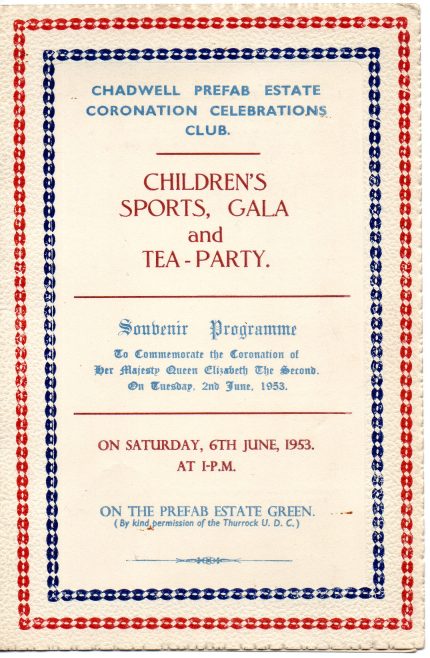 CHADWELL PREFAB ESTATE
CORONATION CELEBRATIONS
CLUB.
CHILDREN'S
SPORTS, GALA
and
TEA-PARTY.
Souvenir Programme
To Commemorate the Coronation of
Her Majesty Queen Elizabeth The Second.
On Tuesday, 2nd June, 1953.
ON SATURDAY, 6TH JUNE, 1953.
AT 1-P.M.
ON THE PREFAB ESTATE GREEN.
(By kind permission of the Thurrock U. D. C.)